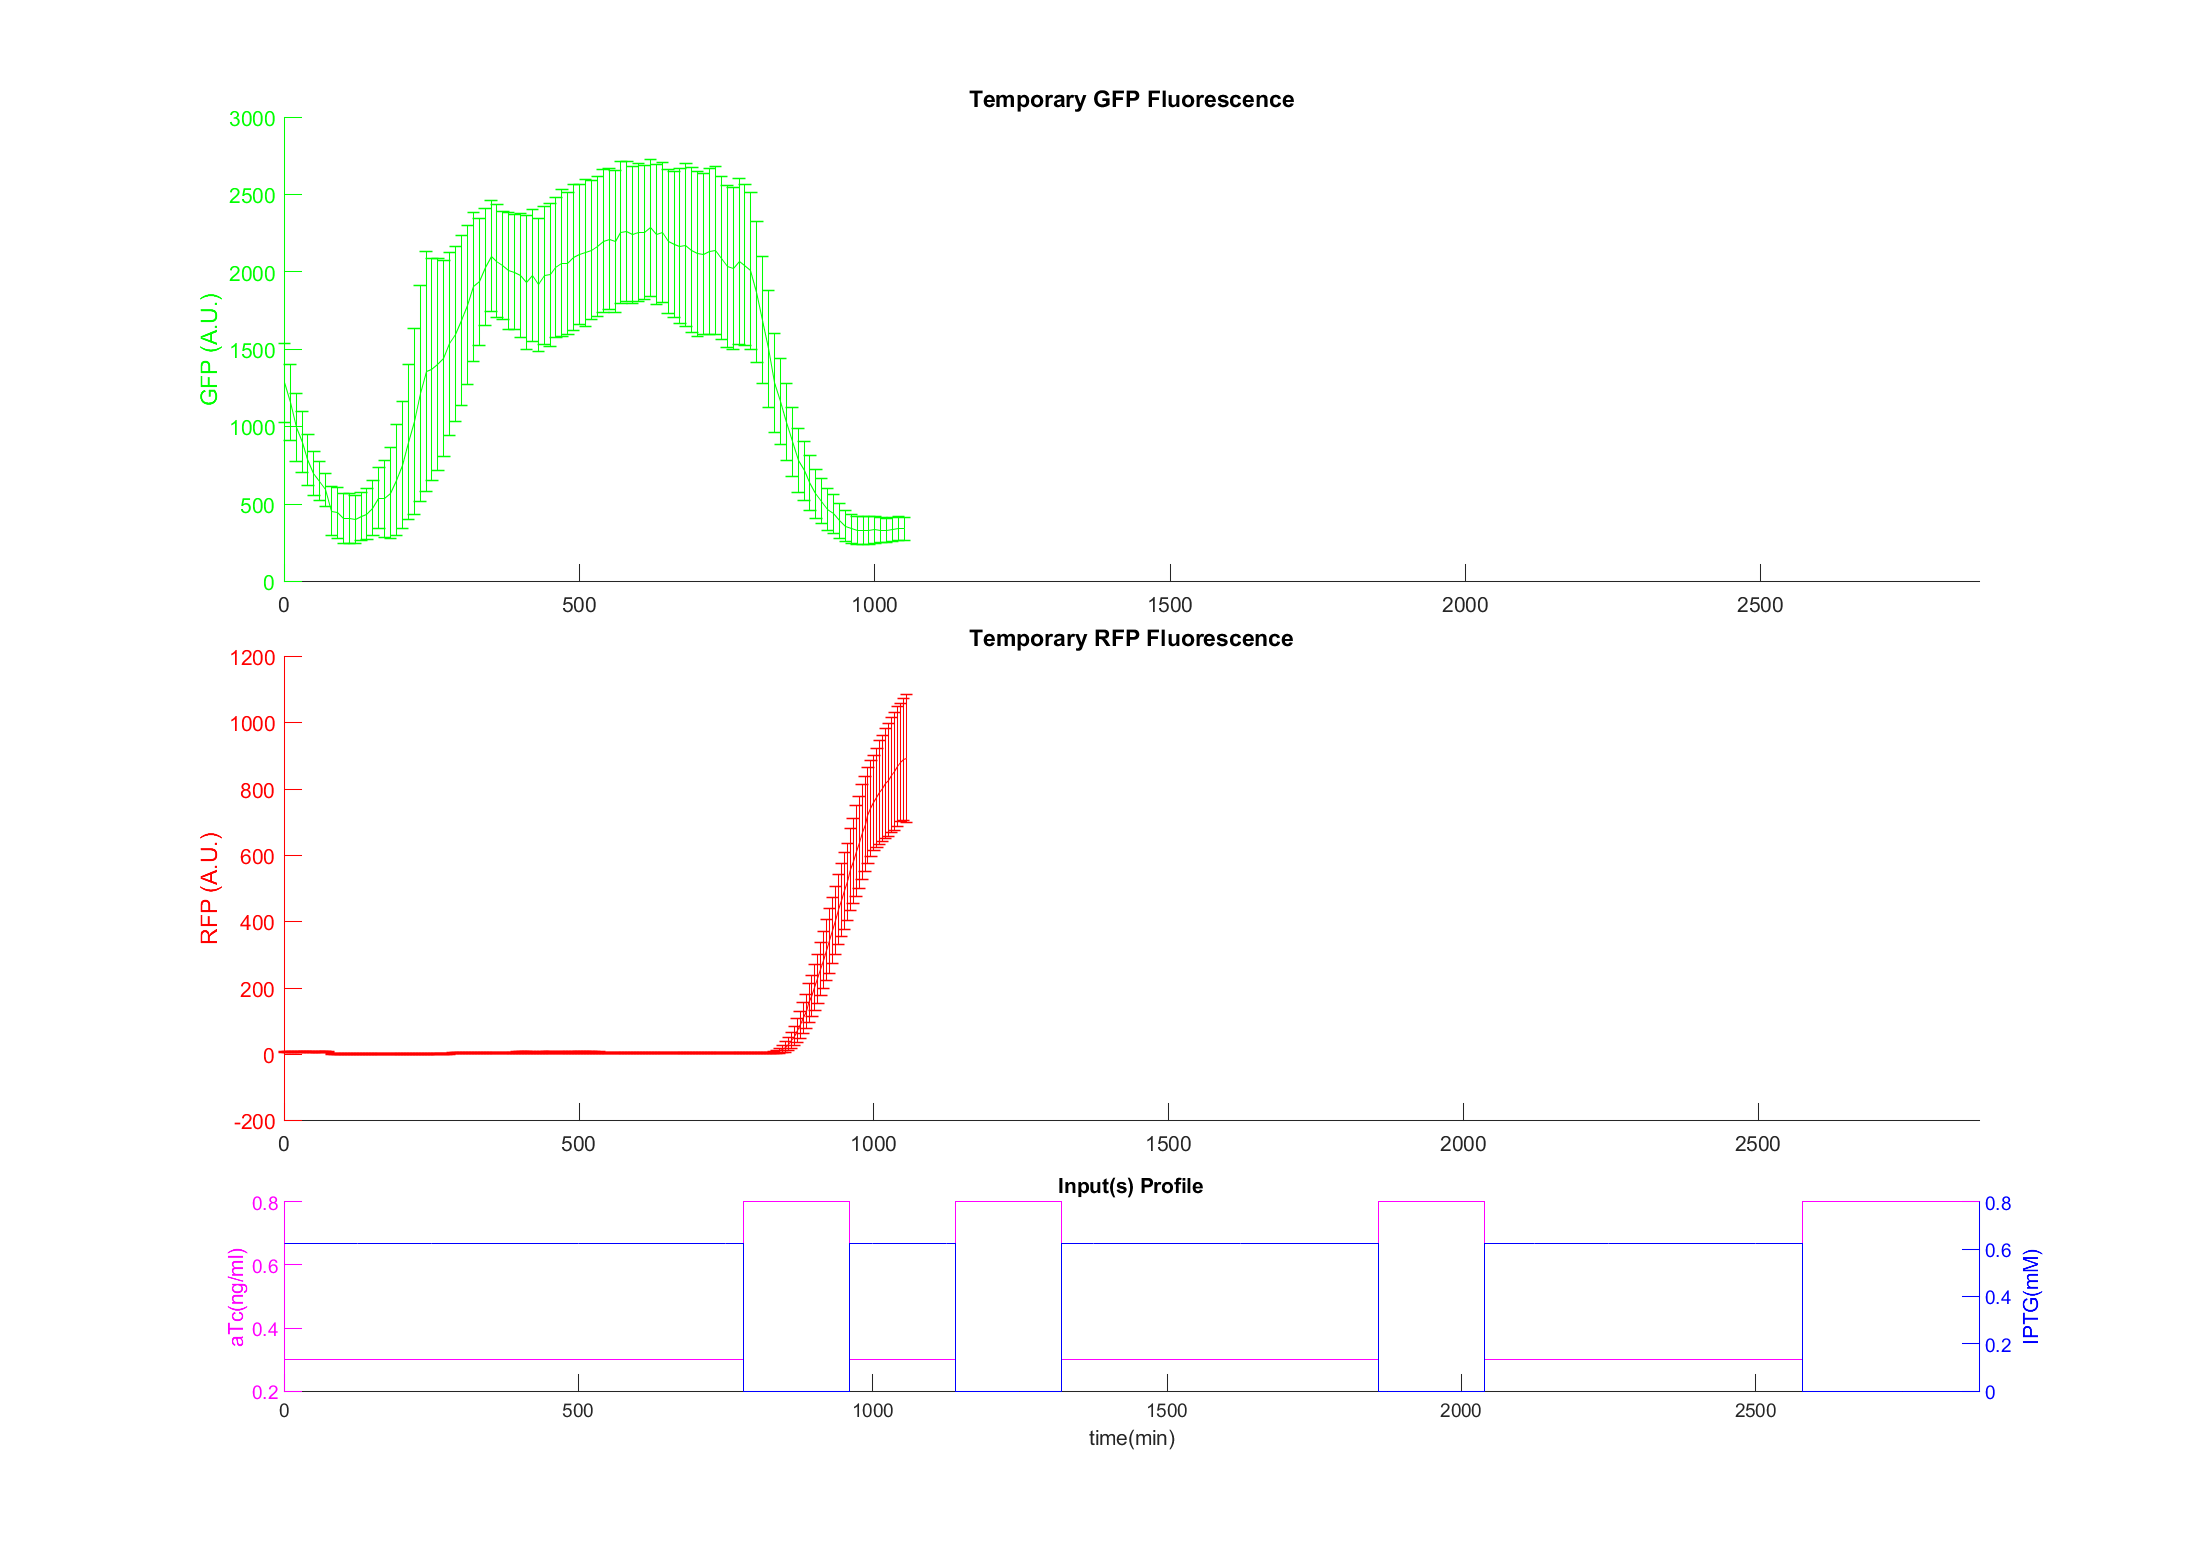 Temporary GFP Fluorescence
3000
2500
2000
1500
1000
500
0
GFP (A.U.)
0 500 1000 1500 2000 2500
Temporary RFP Fluorescence
1200
1000
800
600
400
200
0
-200
RFP (A.U.)
0 500 1000 1500 2000 2500
Input(s) Profile
0.8
0.6
0.4
0.2
aTc(ng/ml)
0.8
0.6
0.4
0.2
0
IPTG(mM)
0 500 1000 1500 2000 2500
time(min)